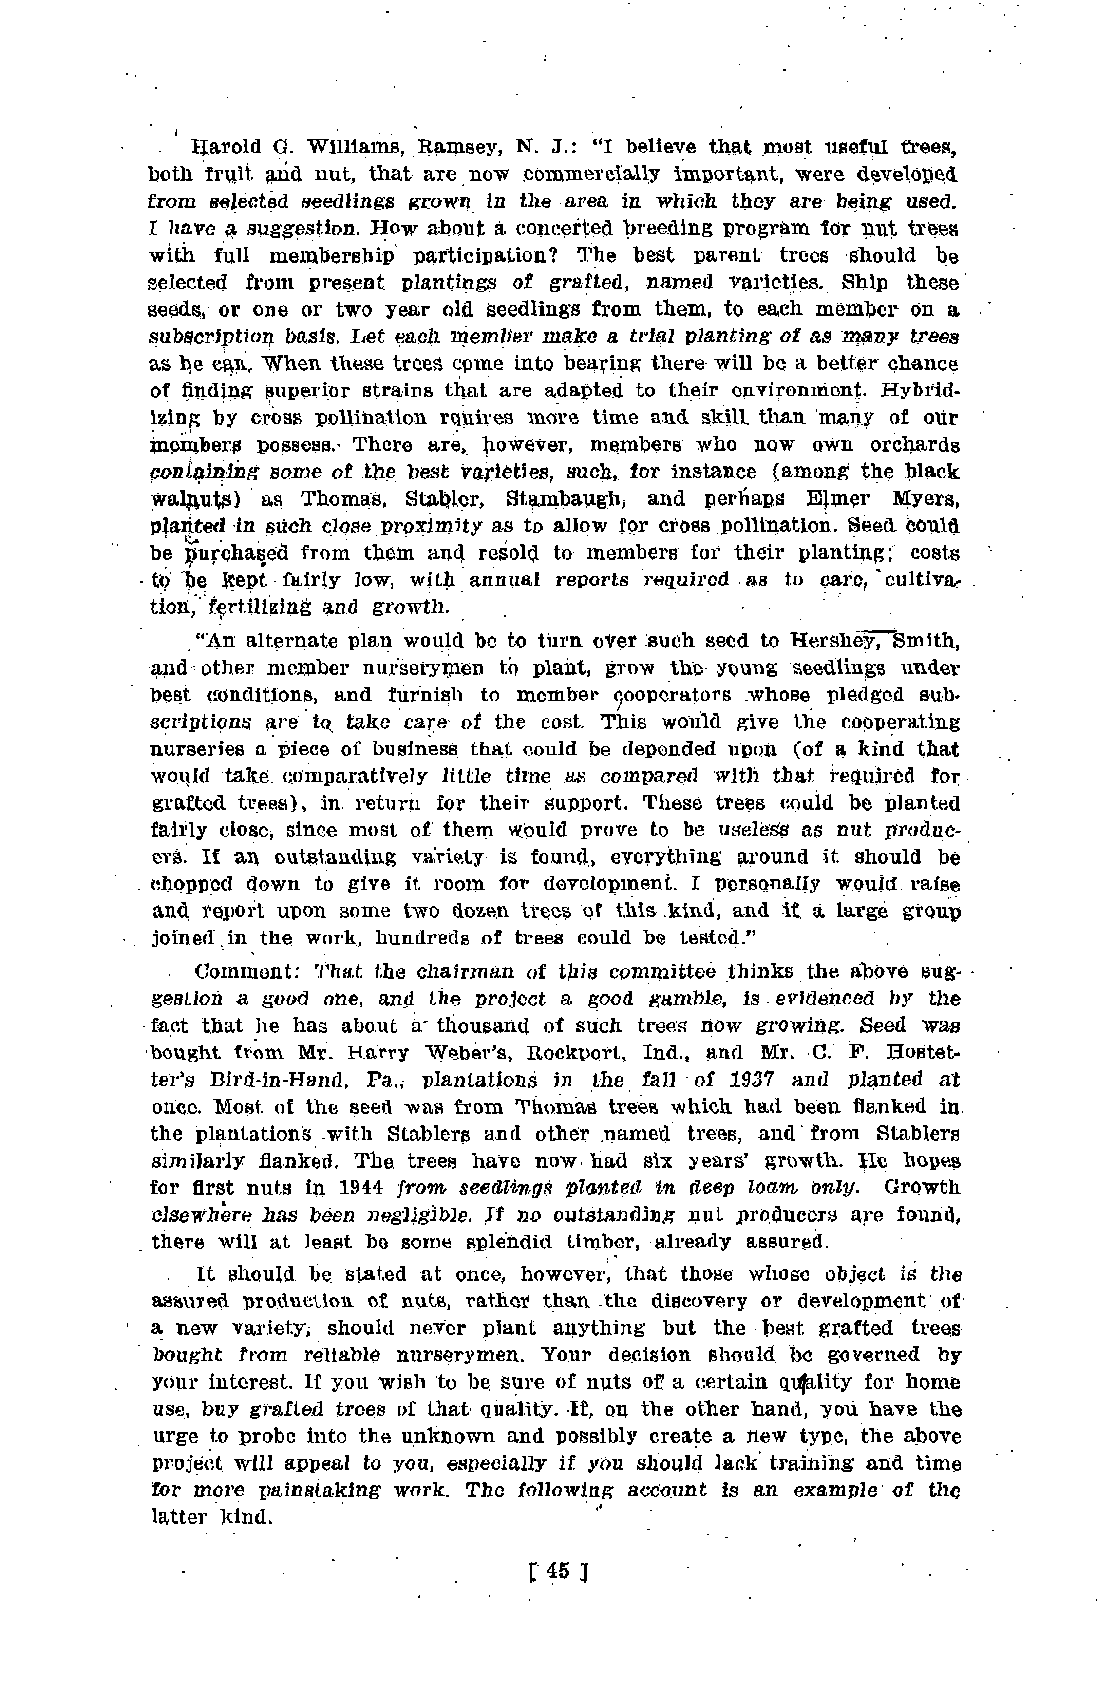 Harold G. Williams, Ramsey, N. J.: "I believe that most useful trees,
both fruit and nut, that are now commercially important, were developed
from selected seedlings grown in the area in which they are being used.
I have a suggestion. How about a concerted breeding program for nut trees
with full membership participation? The best parent trees should be
selected from present plantings of grafted, named varieties. Ship these
seeds, or one or two year old seedlings from them, to each member on a
subscription basis. Let each member make a trial planting of as many trees
as he can. When these trees come into bearing there will be a better chance
of finding superior strains that are adapted to their environment. Hybrid-
izing by cross pollination rquires more time and skill than many of our
members possess. There are, however, members who now own orchards
containing some of the best varieties, such, for instance (among the black
walnuts) as Thomas, Stabler, Stambaugh, and perhaps Elmer Myers,
planted in such close proximity as to allow for cross pollination. Seed could
be purchased from them and resold to members for their planting; costs
to be kept fairly low, with annual reports required as to care, cultiva-
tion, fertilizing and growth.
"An alternate plan would be to turn over such seed to Hershey, Smith,
and other member nurserymen to plant, grow the young seedlings under
best conditions, and furnish to member cooperators whose pledged sub-
scriptions are to take care of the cost. This would give the cooperating
nurseries a piece of business that could be depended upon (of a kind that
would take comparatively little time as compared with that required for
grafted trees), in return for their support. These trees could be planted
fairly close, since most of them would prove to be useless as nut produc-
ers. If an outstanding variety is found, everything around it should be
chopped down to give it room for development. I personally would raise
and report upon some two dozen trees of this kind, and if a large group
joined in the work, hundreds of trees could be tested."
Comment: That the chairman of this committee thinks the above sug-
gestion a good one, and the project a good gamble, is evidenced by the
fact that he has about a thousand of such trees now growing. Seed was
bought from Mr. Harry Weber's, Rockport, Ind., and Mr. C. F. Hostet-
ter's Bird-in-Hand, Pa., plantations in the fall of 1937 and planted at
once. Most of the seed was from Thomas trees which had been flanked in
the plantations with Stablers and other named trees, and from Stablers
similarly flanked. The trees have now had six years' growth. He hopes
for first nuts in 1944 from seedlings planted in deep loam only. Growth
elsewhere has been negligible. If no outstanding nut producers are found,
there will at least be some splendid timber, already assured.
It should be stated at once, however, that those whose object is the
assured production of nuts, rather than the discovery or development of
a new variety, should never plant anything but the best grafted trees
bought from reliable nurserymen. Your decision should be governed by
your interest. If you wish to be sure of nuts of a certain quality for home
use, buy grafted trees of that quality. If, on the other hand, you have the
urge to probe into the unknown and possibly create a new type, the above
project will appeal to you, especially if you should lack training and time
for more painstaking work. The following account is an example of the
latter kind.
[ 45 ]